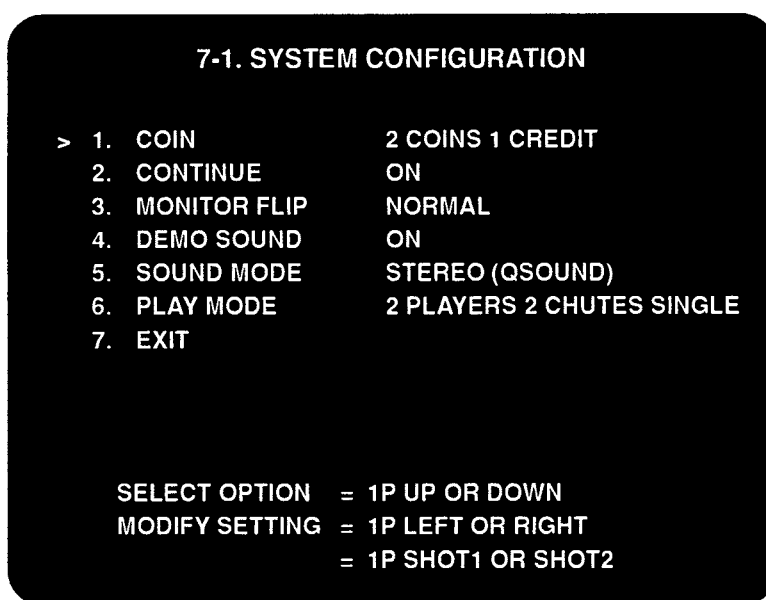 7-1. SYSTEM CONFIGURATION
> 1. COIN 2 COINS 1 CREDIT
2. CONTINUE ON
3. MONITOR FLIP NORMAL
4. DEMO SOUND ON
5. SOUND MODE STEREO (QSOUND)
6. PLAY MODE 2 PLAYERS 2 CHUTES SINGLE
7. EXIT
SELECT OPTION = 1P UP OR DOWN
MODIFY SETTING = 1P LEFT OR RIGHT
= 1P SHOT1 OR SHOT2